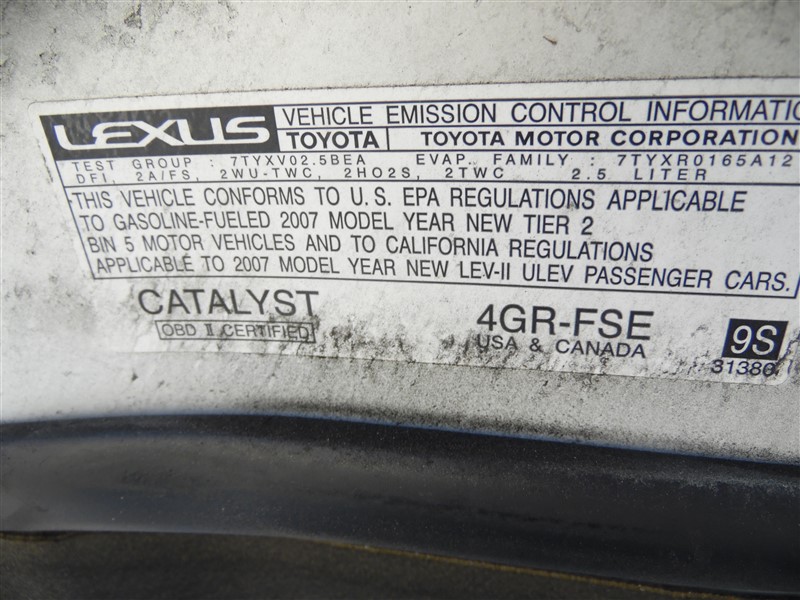 LEXUS VEHICLE EMISSION CONTROL INFORMATIO
TOYOTA TOYOTA MOTOR CORPORATION
TEST GROUP : 7TYXV02.5BEA EVAP. FAMILY : 7TYXR0165A12
DFI, 2A/FS, 2WU-TWC, 2HO2S, 2TWC 2.5 LITER
THIS VEHICLE CONFORMS TO U.S. EPA REGULATIONS APPLICABLE
TO GASOLINE-FUELED 2007 MODEL YEAR NEW TIER 2
BIN 5 MOTOR VEHICLES AND TO CALIFORNIA REGULATIONS
APPLICABLE TO 2007 MODEL YEAR NEW LEV-II ULEV PASSENGER CARS.
CATALYST
OBD II CERTIFIED
4GR-FSE
USA & CANADA
9S